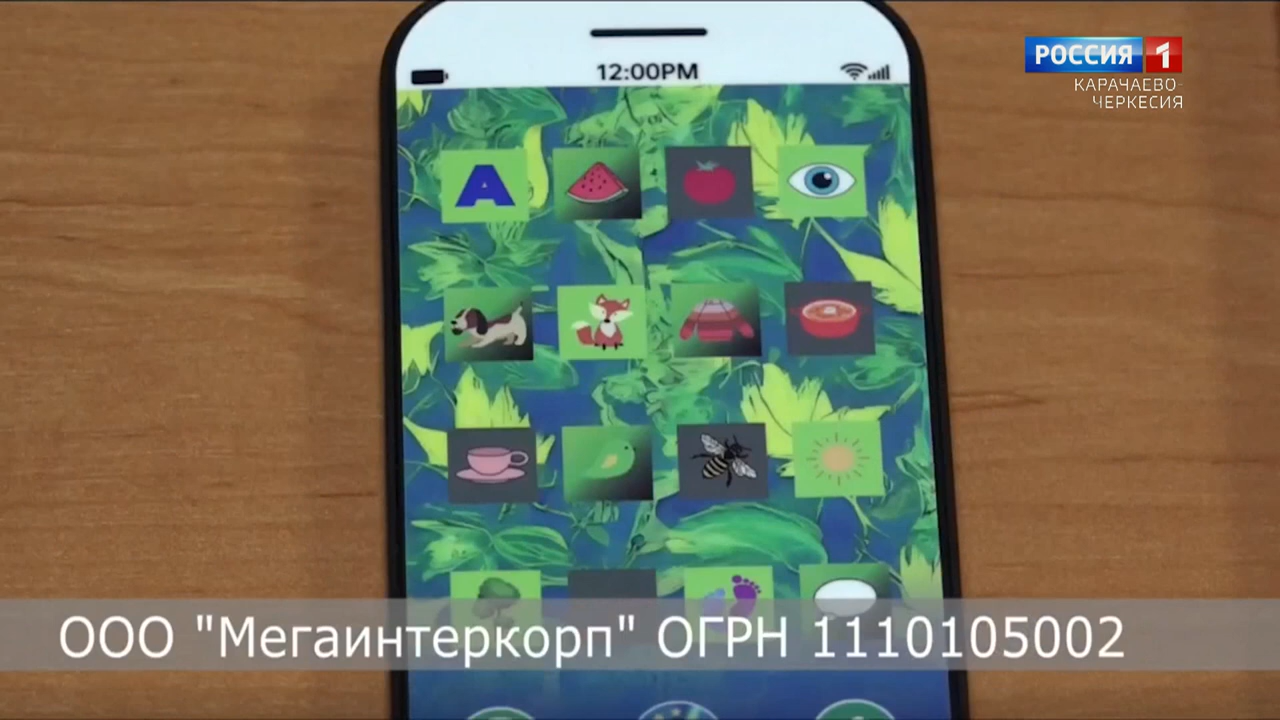 12:00PM
РОССИЯ 1
КАРАЧАЕВО-
ЧЕРКЕСИЯ
А
ООО "Мегаинтеркорп" ОГРН 1110105002